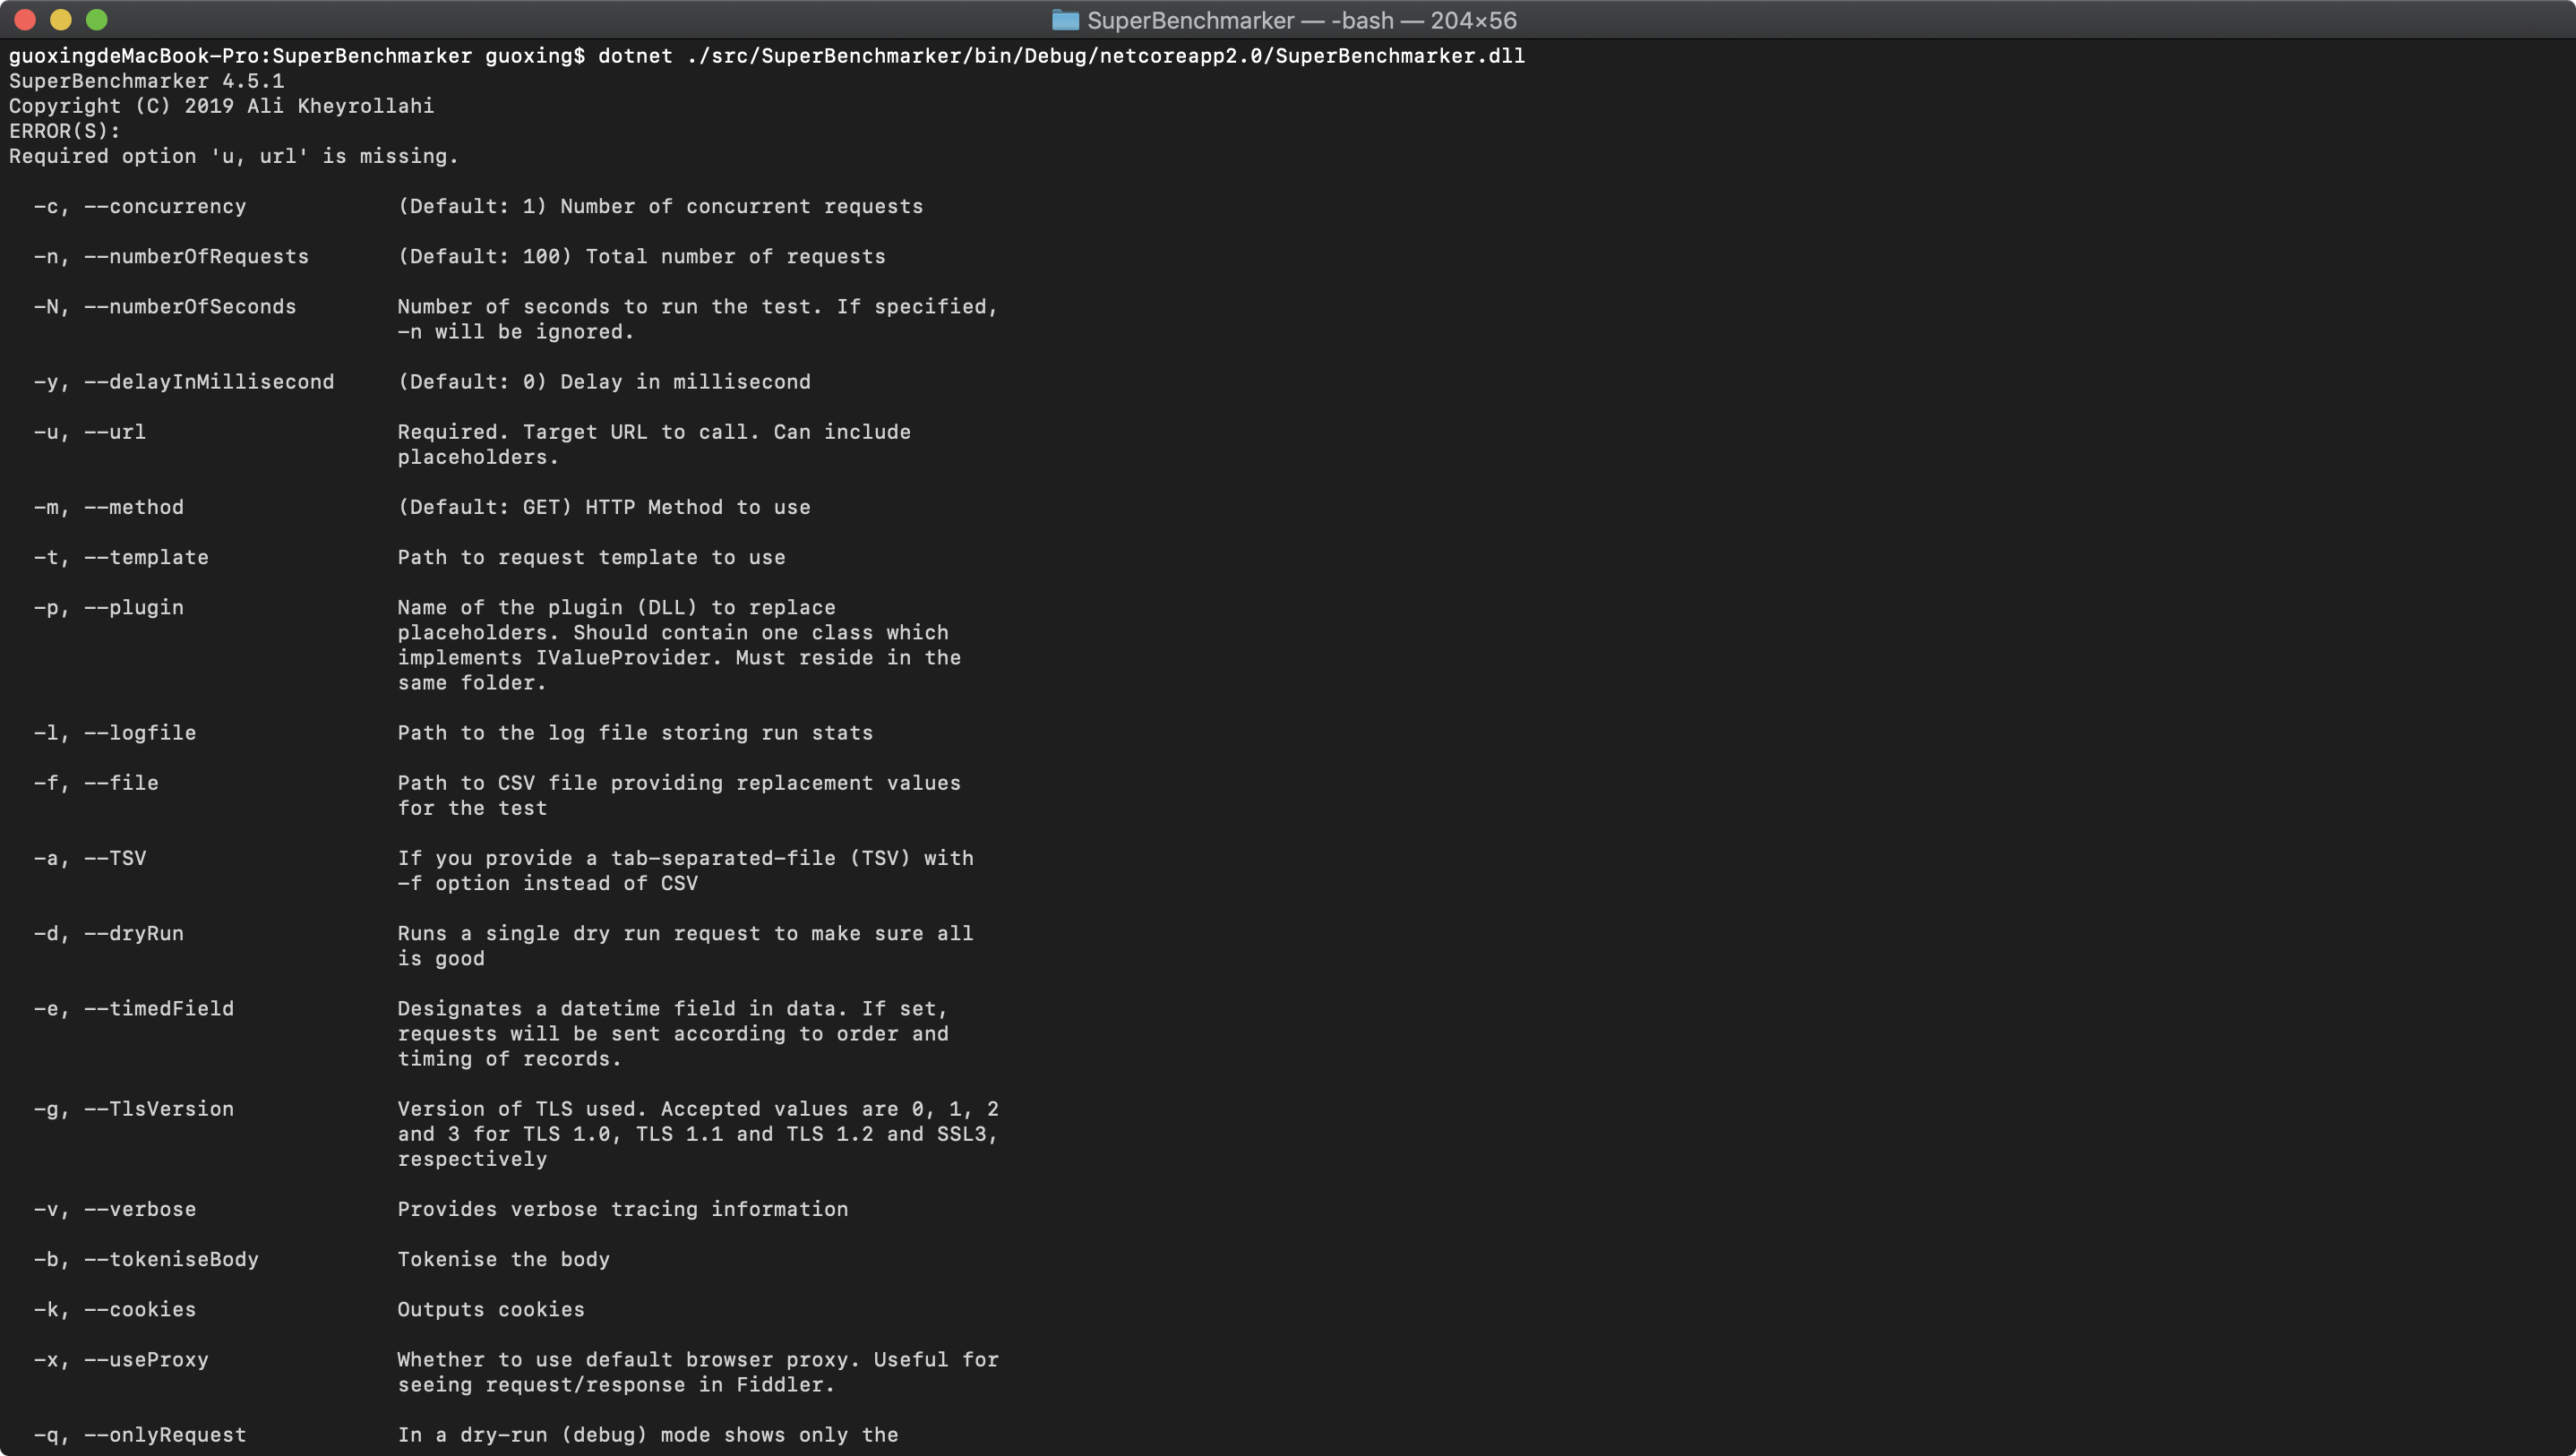 SuperBenchmarker — -bash — 204×56
guoxingdeMacBook-Pro:SuperBenchmarker guoxing$ dotnet ./src/SuperBenchmarker/bin/Debug/netcoreapp2.0/SuperBenchmarker.dll
SuperBenchmarker 4.5.1
Copyright (C) 2019 Ali Kheyrollahi
ERROR(S):
Required option 'u, url' is missing.
-c, --concurrency (Default: 1) Number of concurrent requests
-n, --numberOfRequests (Default: 100) Total number of requests
-N, --numberOfSeconds Number of seconds to run the test. If specified,
-n will be ignored.
-y, --delayInMillisecond (Default: 0) Delay in millisecond
-u, --url Required. Target URL to call. Can include
placeholders.
-m, --method (Default: GET) HTTP Method to use
-t, --template Path to request template to use
-p, --plugin Name of the plugin (DLL) to replace
placeholders. Should contain one class which
implements IValueProvider. Must reside in the
same folder.
-l, --logfile Path to the log file storing run stats
-f, --file Path to CSV file providing replacement values
for the test
-a, --TSV If you provide a tab-separated-file (TSV) with
-f option instead of CSV
-d, --dryRun Runs a single dry run request to make sure all
is good
-e, --timedField Designates a datetime field in data. If set,
requests will be sent according to order and
timing of records.
-g, --TlsVersion Version of TLS used. Accepted values are 0, 1, 2
and 3 for TLS 1.0, TLS 1.1 and TLS 1.2 and SSL3,
respectively
-v, --verbose Provides verbose tracing information
-b, --tokeniseBody Tokenise the body
-k, --cookies Outputs cookies
-x, --useProxy Whether to use default browser proxy. Useful for
seeing request/response in Fiddler.
-q, --onlyRequest In a dry-run (debug) mode shows only the